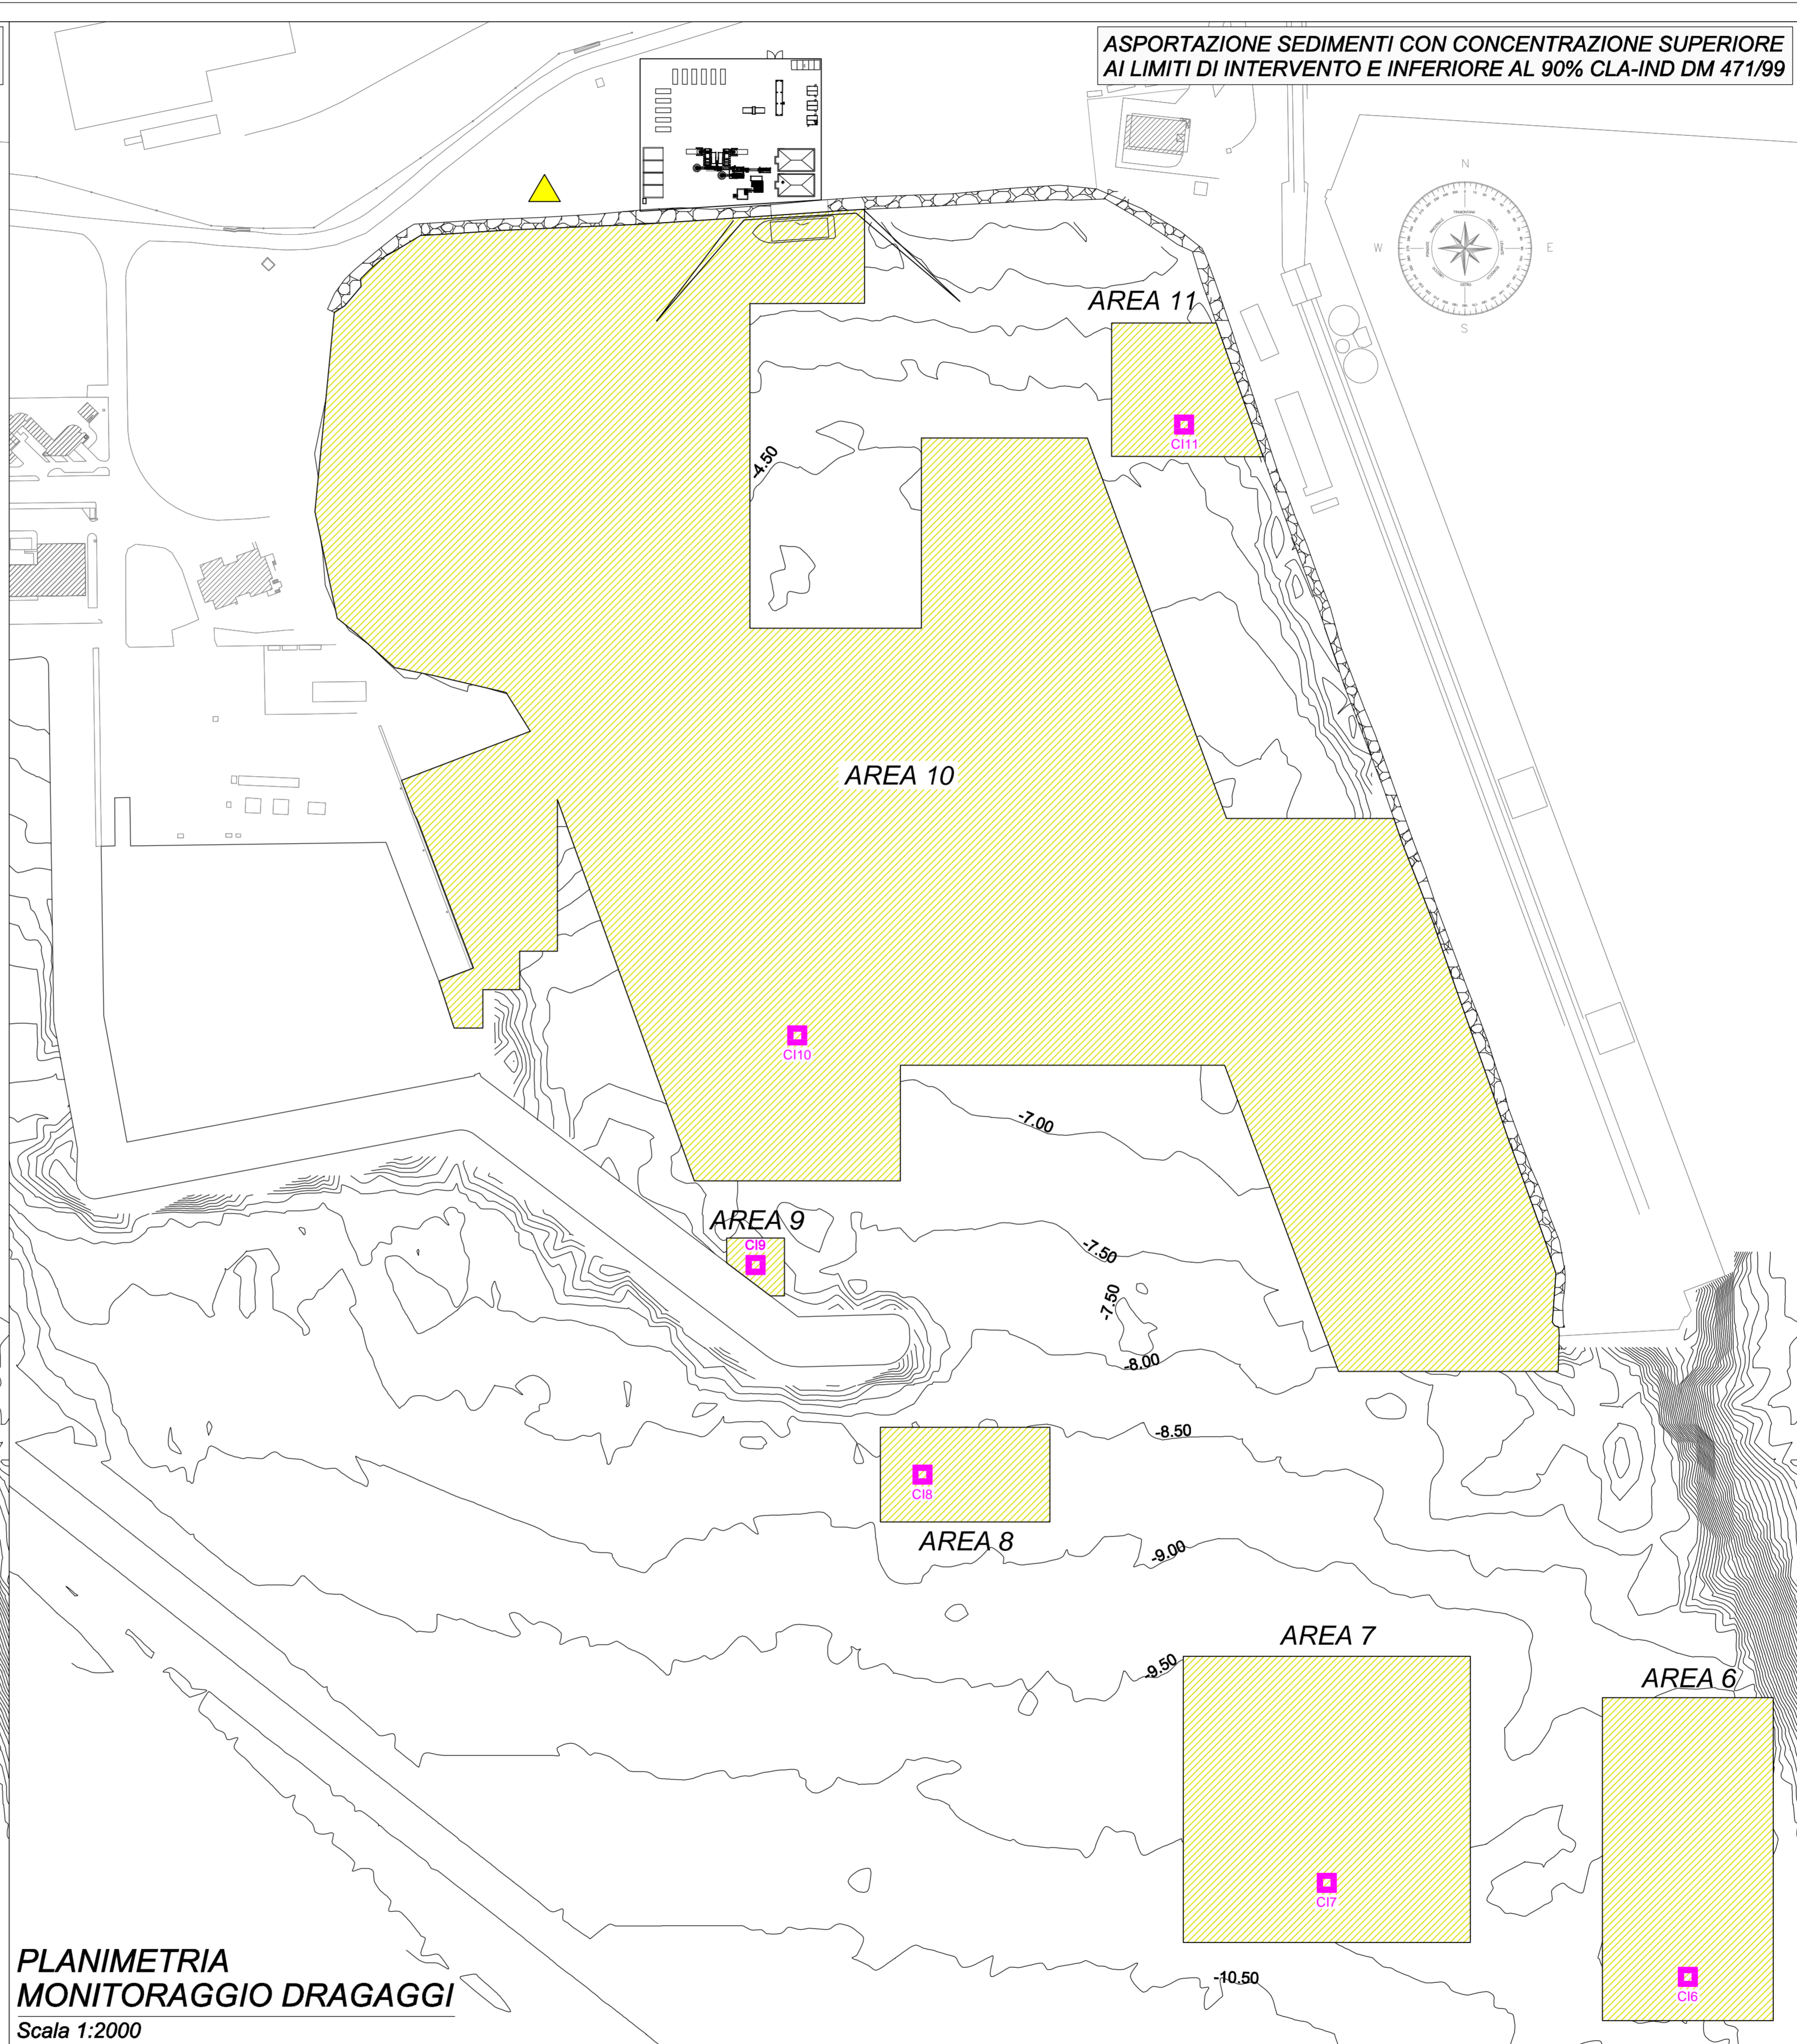 ASPORTAZIONE SEDIMENTI CON CONCENTRAZIONE SUPERIORE
AI LIMITI DI INTERVENTO E INFERIORE AL 90% CLA-IND DM 471/99
N
W
E
S
AREA 11
CI11
-4.50
AREA 10
CI10
-7.00
AREA 9
CI9
-7.50
-7.50
-8.00
-8.50
CI8
AREA 8
-9.00
AREA 7
-9.50
AREA 6
CI7
-10.50
CI6
PLANIMETRIA
MONITORAGGIO DRAGAGGI
Scala 1:2000